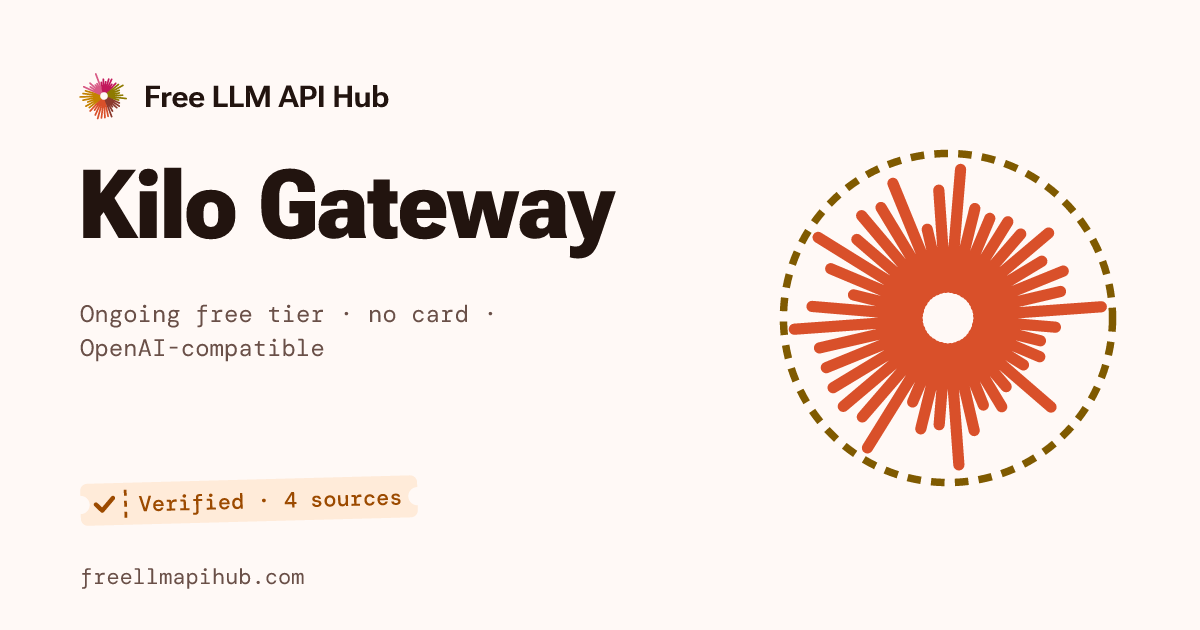 Free LLM API Hub
Kilo Gateway
Ongoing free tier · no card ·
OpenAI-compatible
Verified · 4 sources
freellmapihub.com